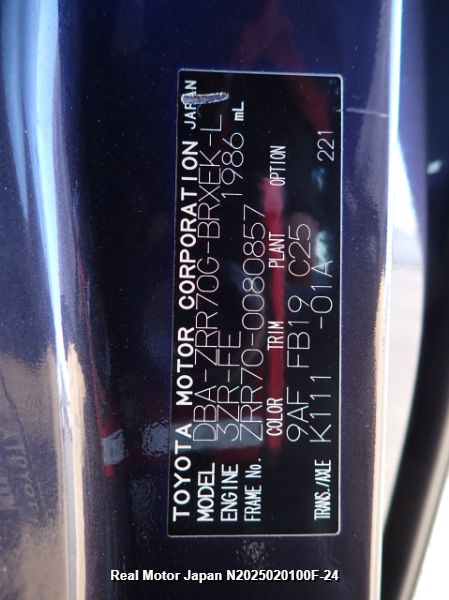 TOYOTA MOTOR CORPORATION JAPAN
MODEL DBA-ZRR70G-BRXEK-L
ENGINE 3ZR-FE 1986 mL
FRAME No. ZRR70-0080857
COLOR TRIM PLANT OPTION
9AF FB19 C25 221
TRANS./AXLE K111 -01A
Real Motor Japan N2025020100F-24